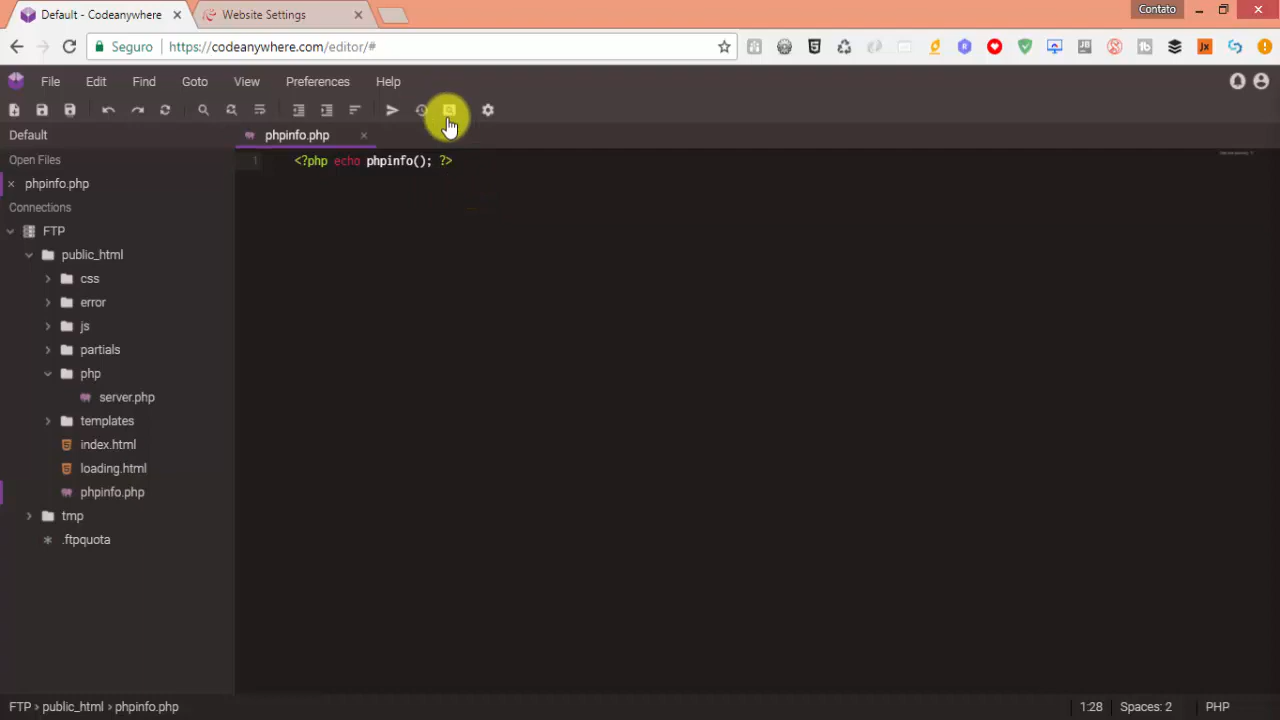 Default - Codeanywhere
Website Settings
Contato
Seguro
https://codeanywhere.com/editor/#
File Edit Find Goto View Preferences Help
Default
phpinfo.php
1 <?php echo phpinfo(); ?>
Open Files
phpinfo.php
Connections
FTP
public_html
css
error
js
partials
php
server.php
templates
index.html
loading.html
phpinfo.php
tmp
.ftpquota
FTP > public_html > phpinfo.php
1:28 Spaces: 2 PHP